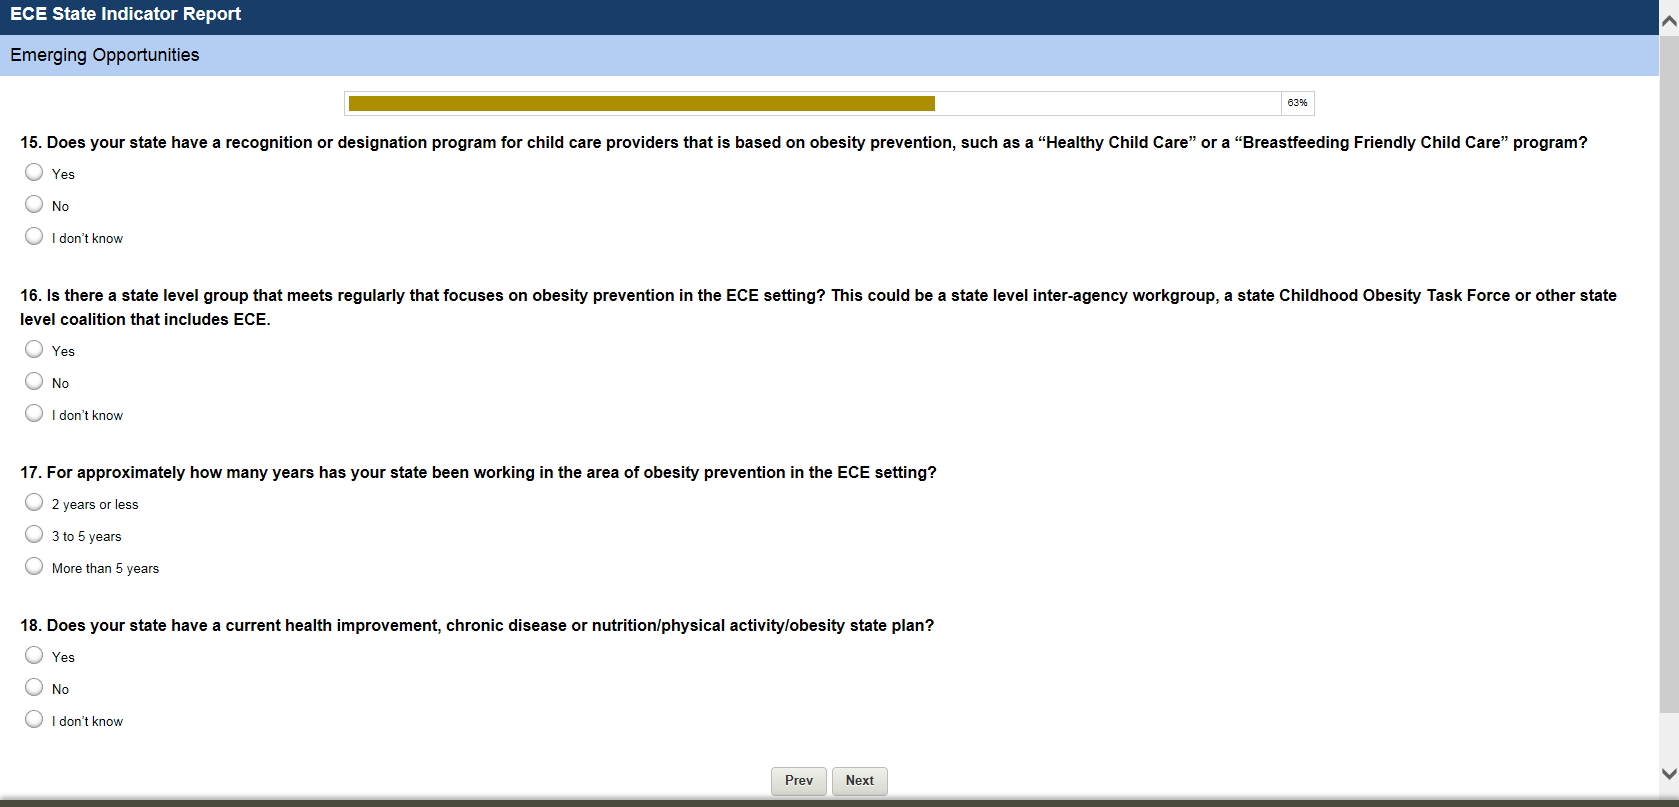 ECE State Indicator Report
Emerging Opportunities
63%
15. Does your state have a recognition or designation program for child care providers that is based on obesity prevention, such as a “Healthy Child Care” or a “Breastfeeding Friendly Child Care” program?
Yes
No
I don’t know
16. Is there a state level group that meets regularly that focuses on obesity prevention in the ECE setting? This could be a state level inter-agency workgroup, a state Childhood Obesity Task Force or other state
level coalition that includes ECE.
Yes
No
I don’t know
17. For approximately how many years has your state been working in the area of obesity prevention in the ECE setting?
2 years or less
3 to 5 years
More than 5 years
18. Does your state have a current health improvement, chronic disease or nutrition/physical activity/obesity state plan?
Yes
No
I don’t know
Prev Next